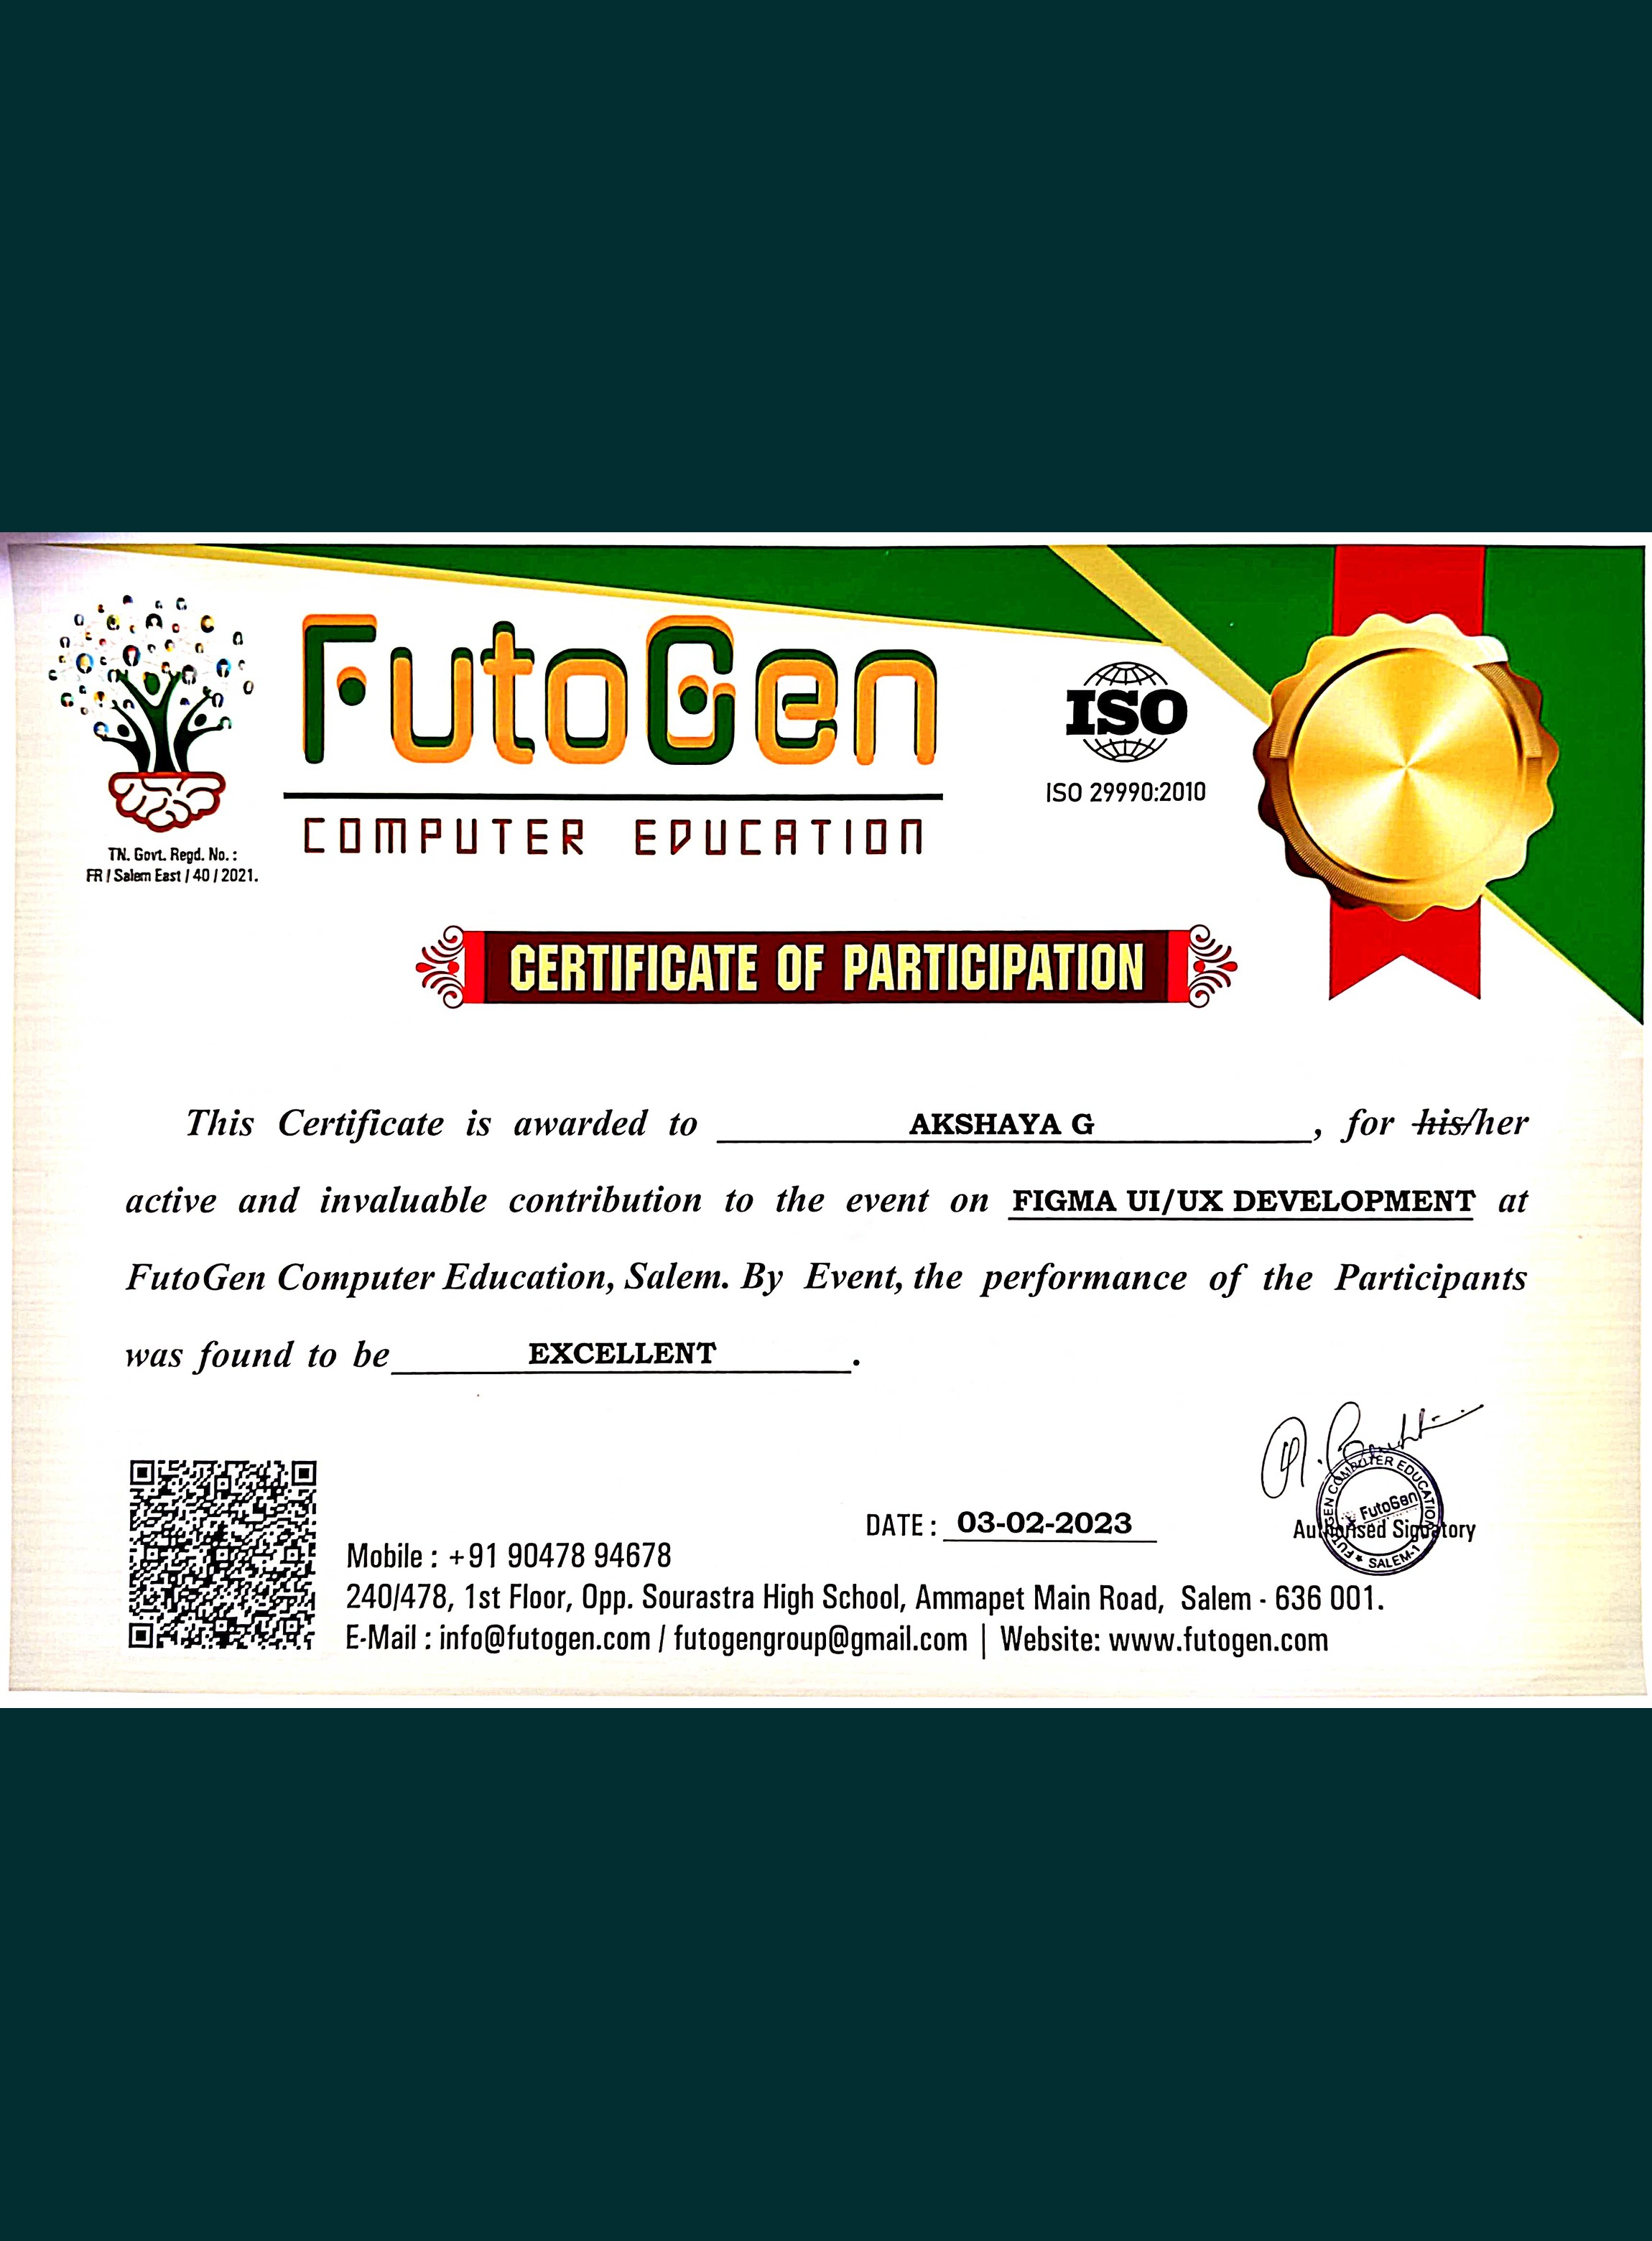 FutoGen
COMPUTER EDUCATION
TN. Govt. Regd. No. :
FR / Salem East / 40 / 2021.
ISO
ISO 29990:2010
CERTIFICATE OF PARTICIPATION
This Certificate is awarded to AKSHAYA G, for his/her
active and invaluable contribution to the event on FIGMA UI/UX DEVELOPMENT at
FutoGen Computer Education, Salem. By Event, the performance of the Participants
was found to be EXCELLENT.
DATE : 03-02-2023
FUTOGEN COMPUTER EDUCATION
FutoGen
★ SALEM-1
Authorised Signatory
Mobile : +91 90478 94678
240/478, 1st Floor, Opp. Sourastra High School, Ammapet Main Road, Salem - 636 001.
E-Mail : info@futogen.com / futogengroup@gmail.com | Website: www.futogen.com